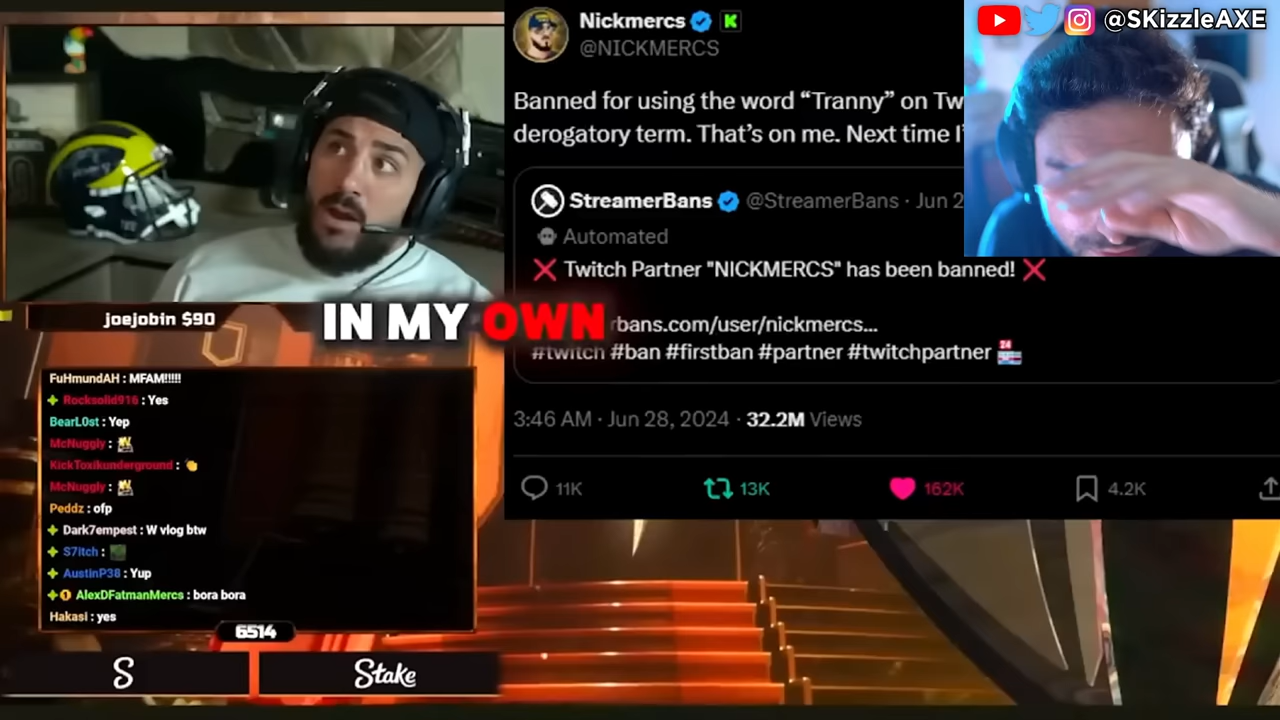 Nickmercs
@NICKMERCS
@SKizzleAXE
Banned for using the word “Tranny” on Tw
derogatory term. That’s on me. Next time I’
StreamerBans @StreamerBans · Jun 2
Automated
Twitch Partner "NICKMERCS" has been banned!
rbans.com/user/nickmercs...
#twitch #ban #firstban #partner #twitchpartner
3:46 AM · Jun 28, 2024 · 32.2M Views
11K 13K 162K 4.2K
joejobin $90
IN MY OWN
FuHmundAH : MFAM!!!!!
Rocksolid916 : Yes
BearL0st : Yep
McNuggly :
KickToxikunderground :
McNuggly :
Peddz : ofp
Dark7empest : W vlog btw
S7itch :
AustinP38 : Yup
AlexDFatmanMercs : bora bora
Hakasi : yes
6514
S Stake